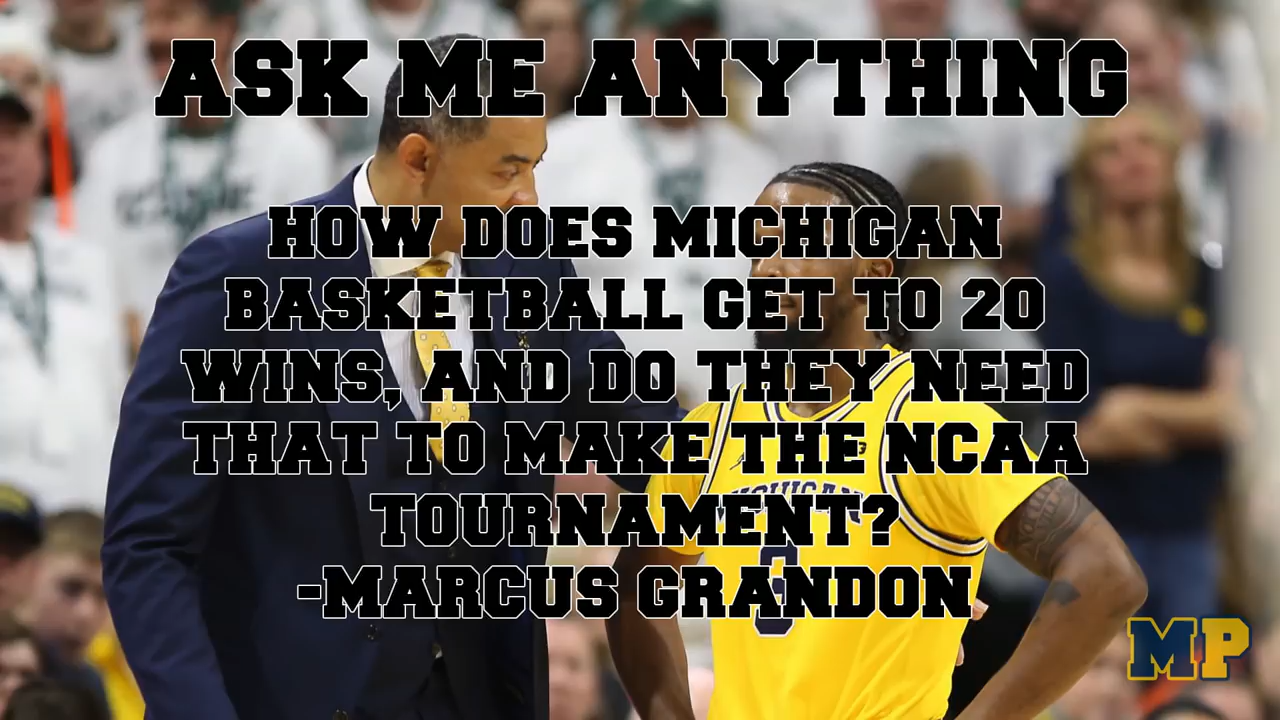 ASK ME ANYTHING
HOW DOES MICHIGAN
BASKETBALL GET TO 20
WINS, AND DO THEY NEED
THAT TO MAKE THE NCAA
TOURNAMENT?
-MARCUS GRANDON
MICHIGAN
MP